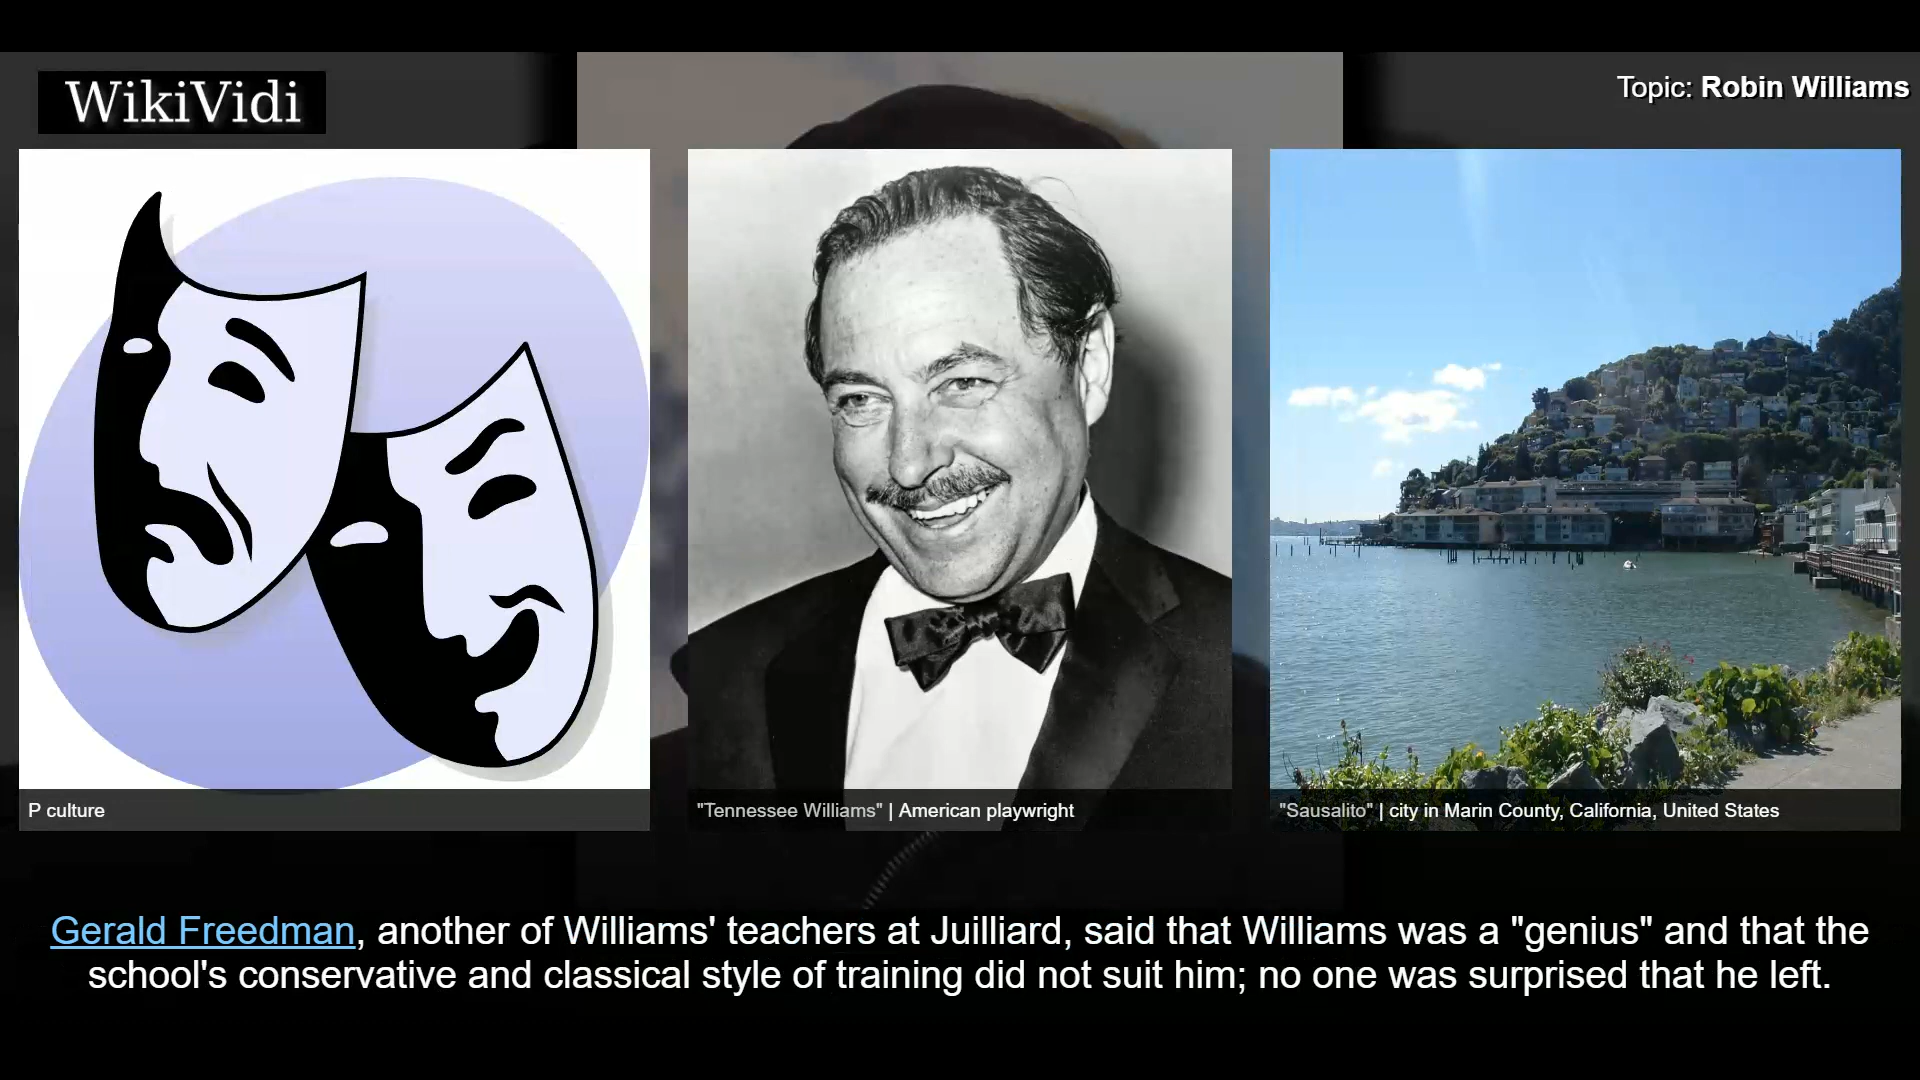 WikiVidi
Topic: Robin Williams
P culture
"Tennessee Williams" | American playwright
"Sausalito" | city in Marin County, California, United States
Gerald Freedman, another of Williams' teachers at Juilliard, said that Williams was a "genius" and that the
school's conservative and classical style of training did not suit him; no one was surprised that he left.